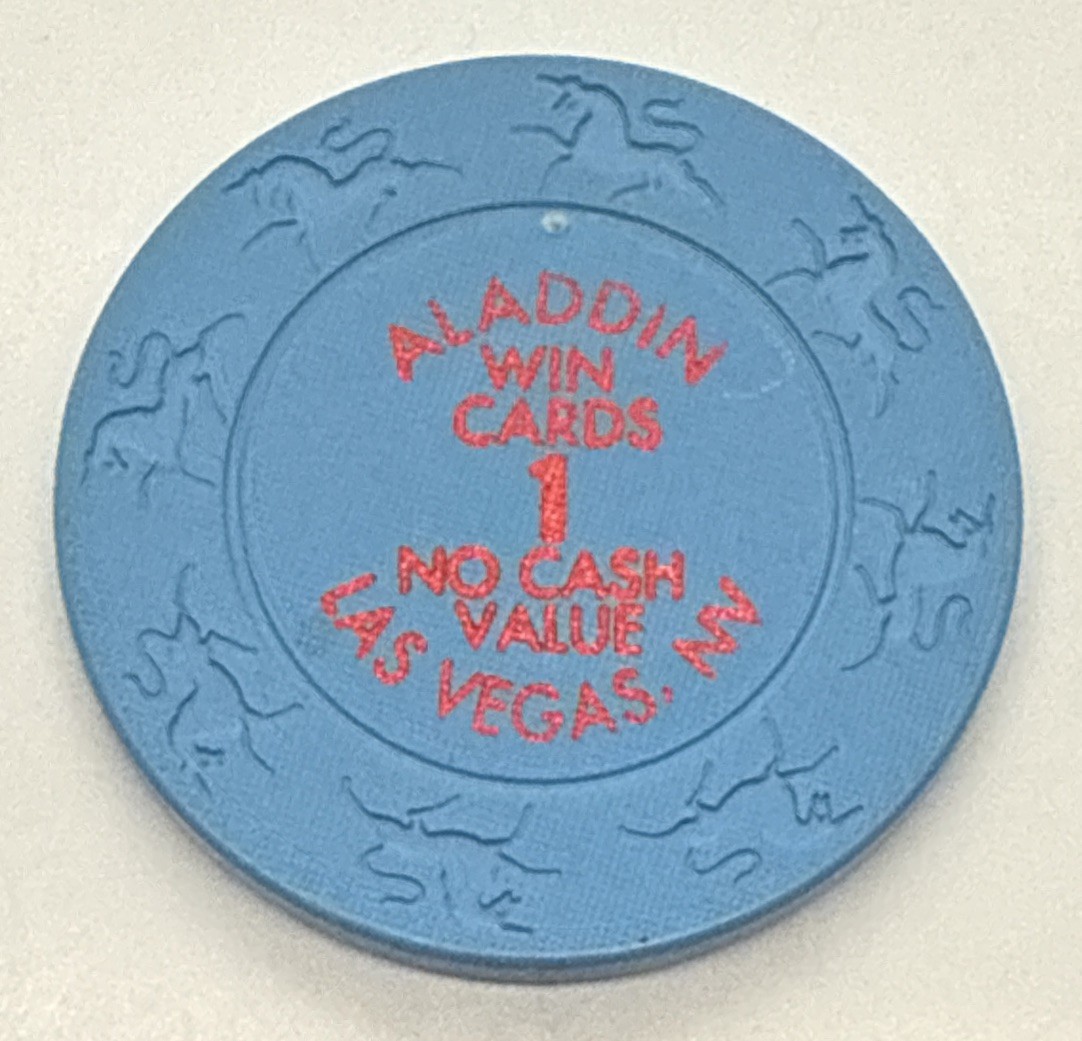 ALADDIN
WIN
CARDS
1
NO CASH
VALUE
LAS VEGAS, NV